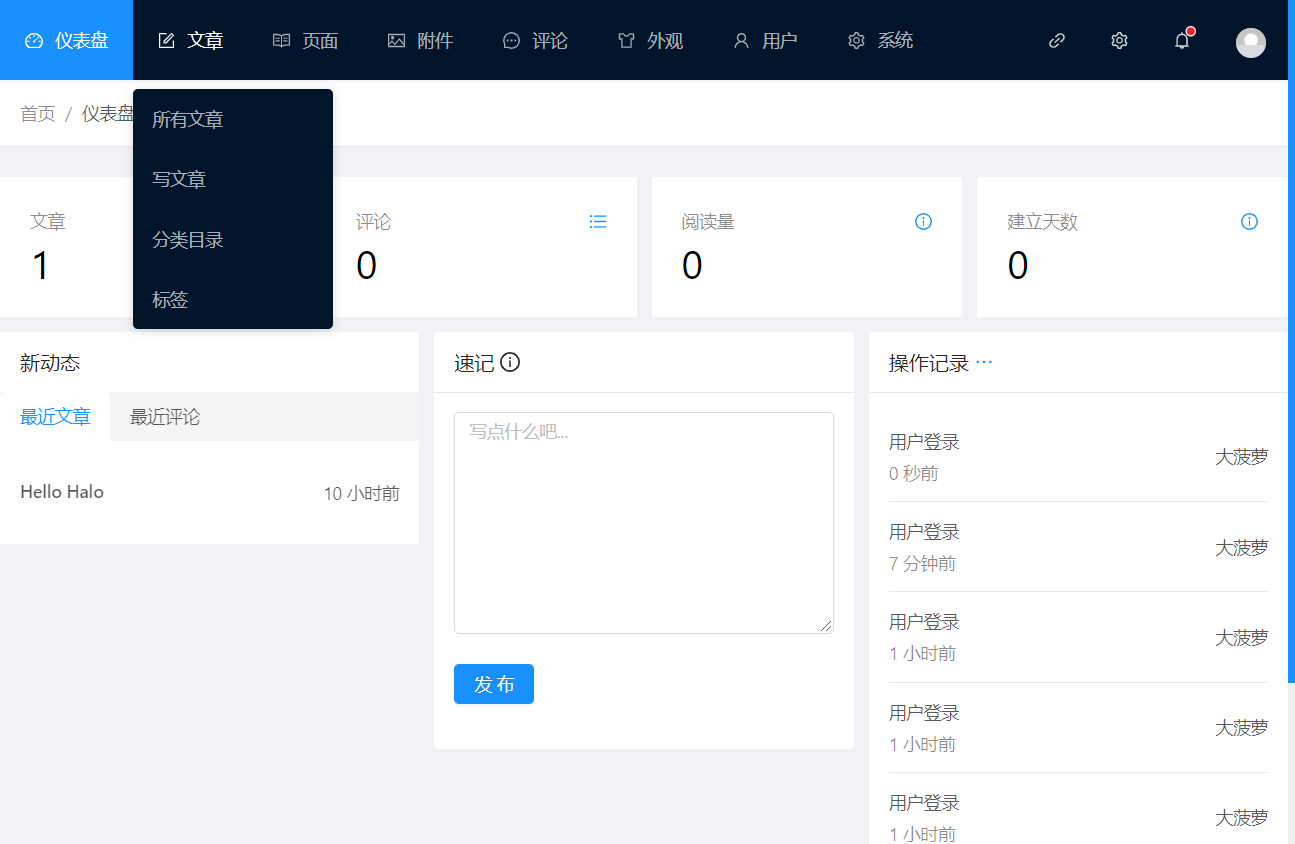 仪表盘 文章 页面 附件 评论 外观 用户 系统
首页 / 仪表盘
所有文章
写文章
分类目录
标签
文章
1
评论
0
阅读量
0
建立天数
0
新动态
最近文章 最近评论
Hello Halo 10 小时前
速记
写点什么吧...
发 布
操作记录 ···
用户登录
0 秒前
大菠萝
用户登录
7 分钟前
大菠萝
用户登录
1 小时前
大菠萝
用户登录
1 小时前
大菠萝
用户登录
1 小时前
大菠萝